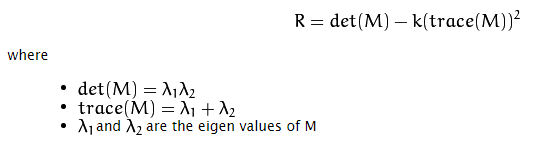 R = det(M) − k(trace(M))²
where
• det(M) = λ₁λ₂
• trace(M) = λ₁ + λ₂
• λ₁ and λ₂ are the eigen values of M